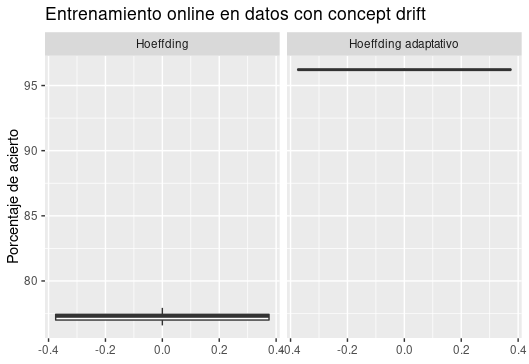 Entrenamiento online en datos con concept drift
Hoeffding
Hoeffding adaptativo
Porcentaje de acierto
95
90
85
80
-0.4 -0.2 0.0 0.2 0.4
-0.4 -0.2 0.0 0.2 0.4